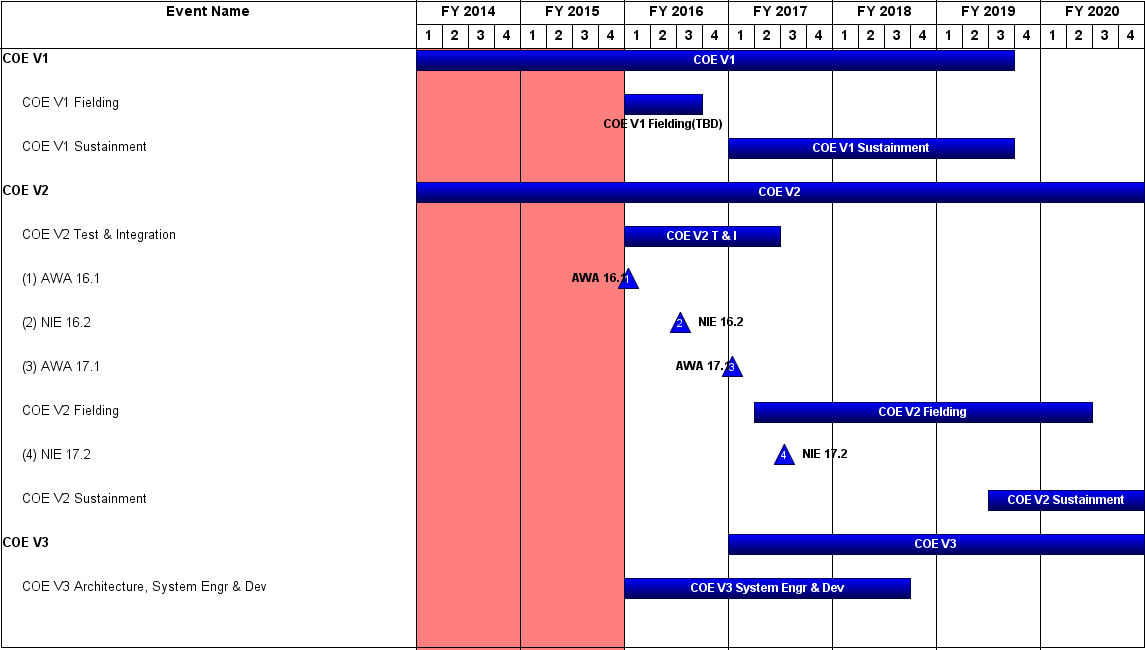 Event Name FY 2014 FY 2015 FY 2016 FY 2017 FY 2018 FY 2019 FY 2020
1 2 3 4 1 2 3 4 1 2 3 4 1 2 3 4 1 2 3 4 1 2 3 4 1 2 3 4
COE V1 COE V1
COE V1 Fielding
COE V1 Fielding(TBD)
COE V1 Sustainment COE V1 Sustainment
COE V2 COE V2
COE V2 Test & Integration COE V2 T & I
(1) AWA 16.1 AWA 16.1 1
(2) NIE 16.2 2 NIE 16.2
(3) AWA 17.1 AWA 17.1 3
COE V2 Fielding COE V2 Fielding
(4) NIE 17.2 4 NIE 17.2
COE V2 Sustainment COE V2 Sustainment
COE V3 COE V3
COE V3 Architecture, System Engr & Dev COE V3 System Engr & Dev